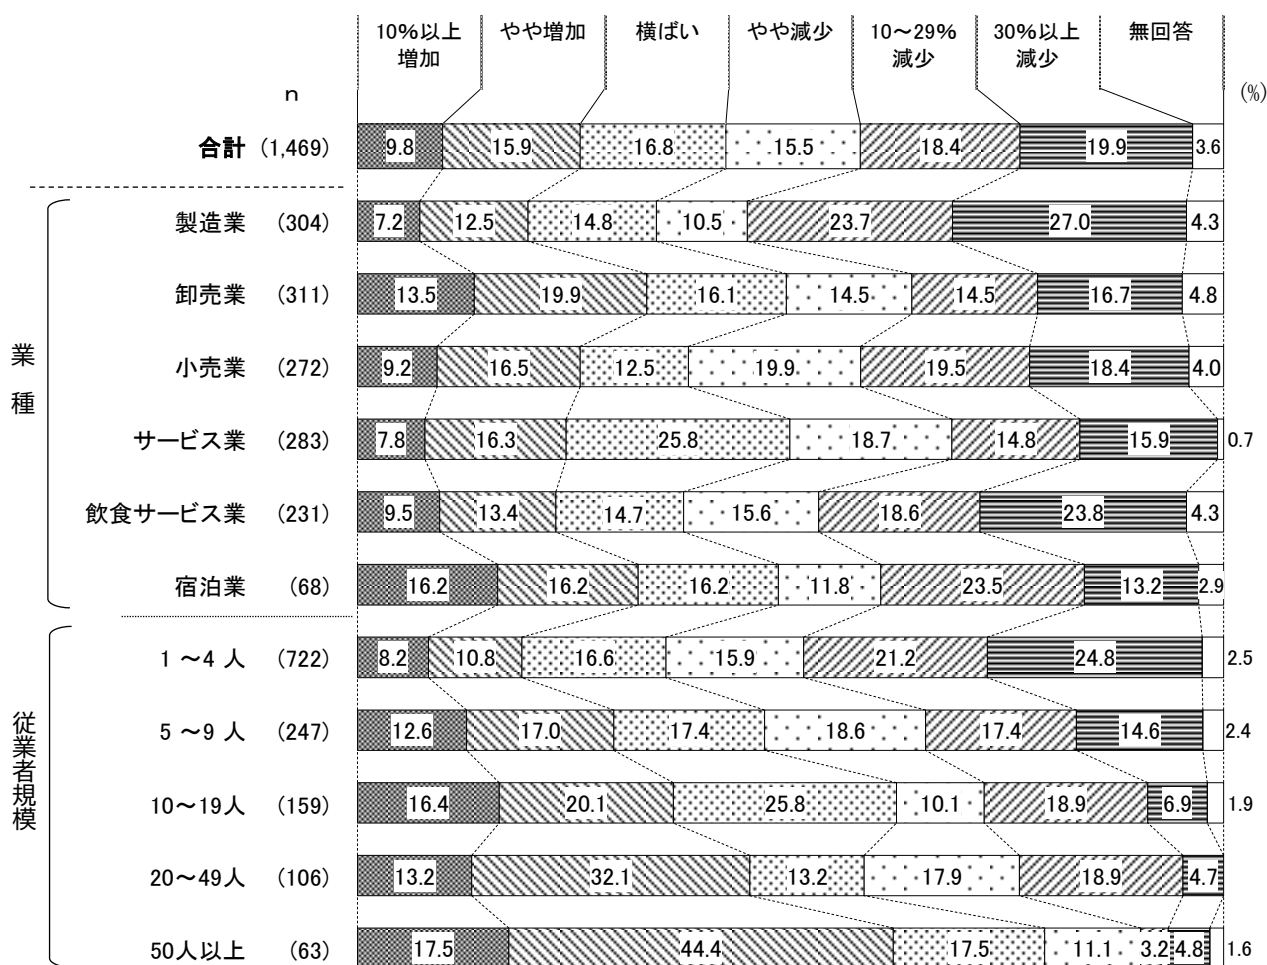 10%以上 やや増加 横ばい やや減少 10～29% 30%以上 無回答
増加 減少 減少
n (%)
合計 (1,469) 9.8 15.9 16.8 15.5 18.4 19.9 3.6
製造業 (304) 7.2 12.5 14.8 10.5 23.7 27.0 4.3
卸売業 (311) 13.5 19.9 16.1 14.5 14.5 16.7 4.8
業種
小売業 (272) 9.2 16.5 12.5 19.9 19.5 18.4 4.0
サービス業 (283) 7.8 16.3 25.8 18.7 14.8 15.9 0.7
飲食サービス業 (231) 9.5 13.4 14.7 15.6 18.6 23.8 4.3
宿泊業 (68) 16.2 16.2 16.2 11.8 23.5 13.2 2.9
1～4人 (722) 8.2 10.8 16.6 15.9 21.2 24.8 2.5
5～9人 (247) 12.6 17.0 17.4 18.6 17.4 14.6 2.4
従業者規模
10～19人 (159) 16.4 20.1 25.8 10.1 18.9 6.9 1.9
20～49人 (106) 13.2 32.1 13.2 17.9 18.9 4.7
50人以上 (63) 17.5 44.4 17.5 11.1 3.2 4.8 1.6